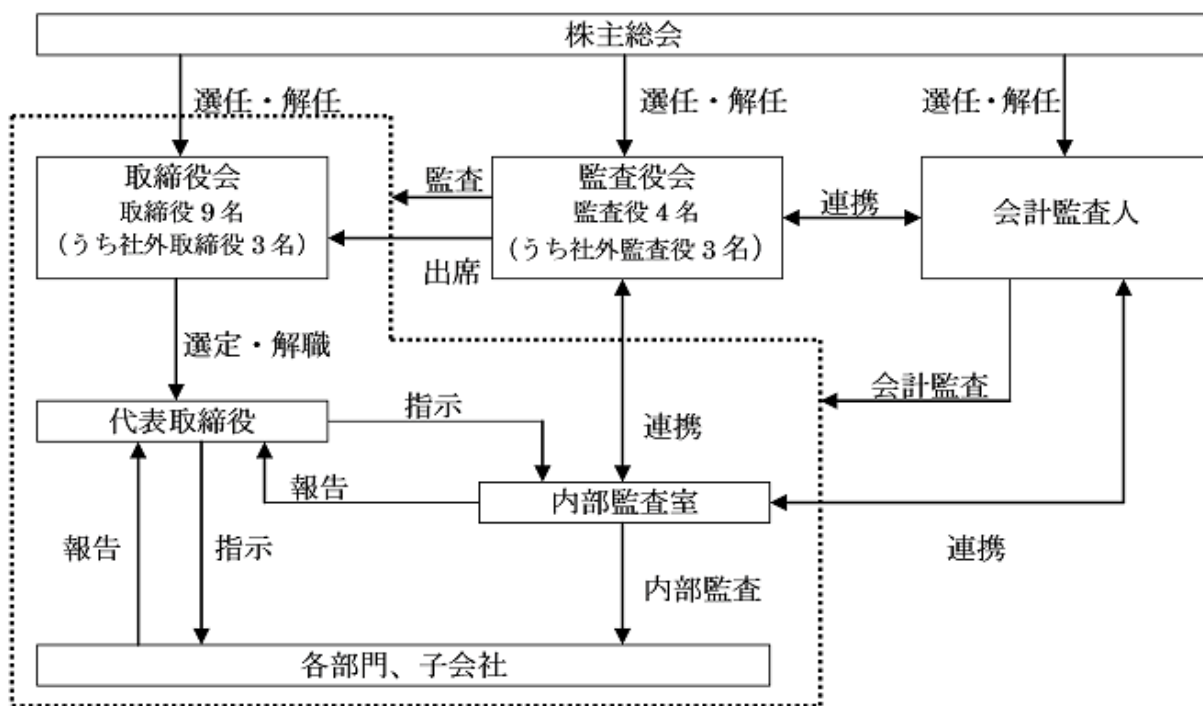 株主総会
選任・解任
選任・解任
選任・解任
取締役会
取締役9名
(うち社外取締役3名)
監査
出席
監査役会
監査役4名
(うち社外監査役3名)
連携
会計監査人
選定・解職
会計監査
代表取締役
指示
連携
報告
内部監査室
報告
指示
連携
内部監査
各部門、子会社